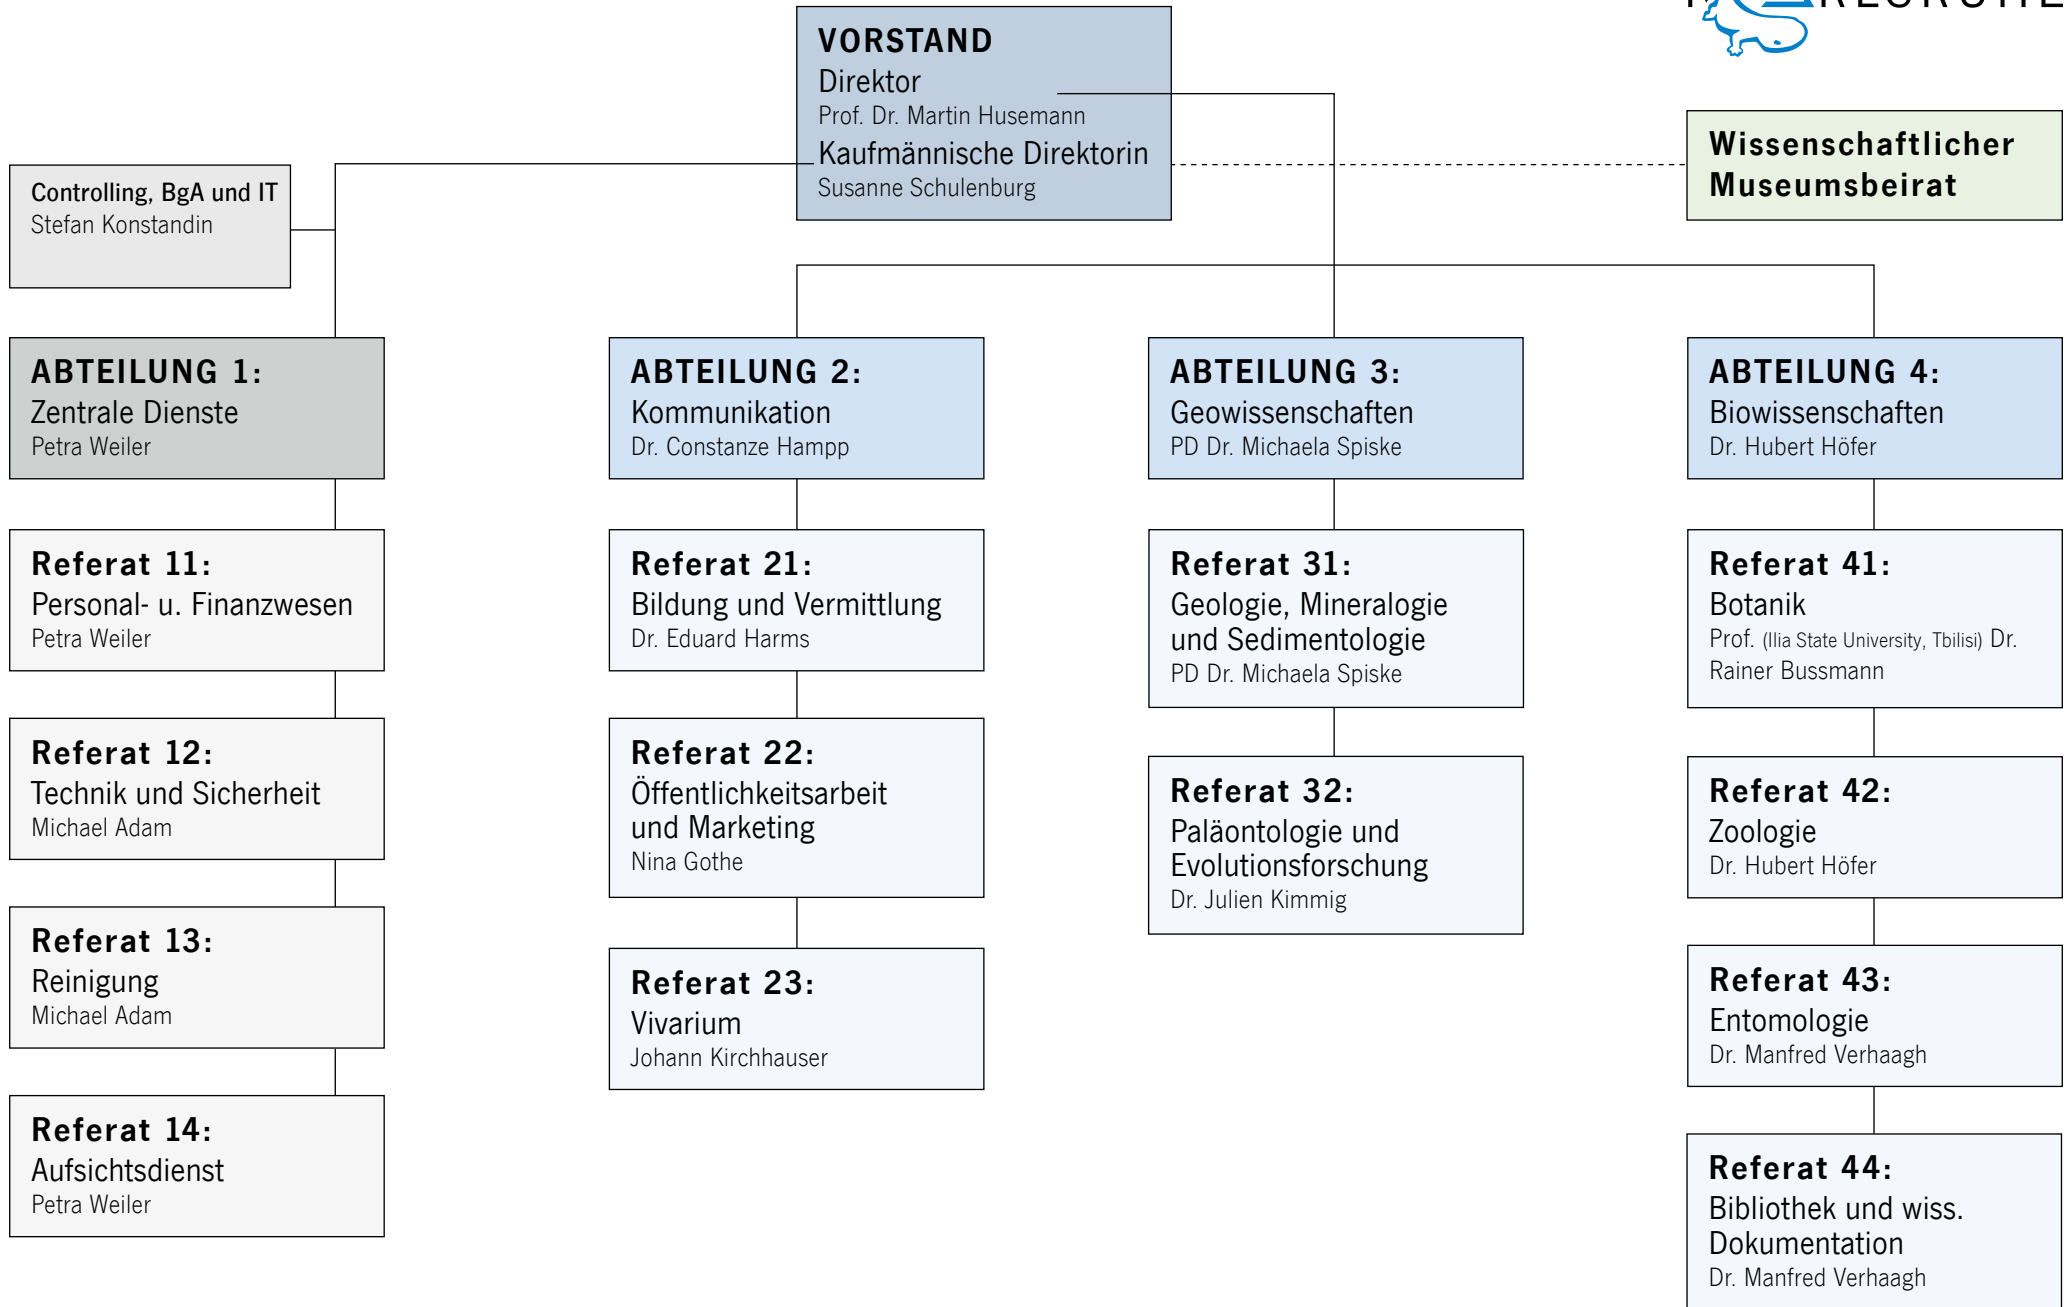 VORSTAND
Direktor
Prof. Dr. Martin Husemann
Kaufmännische Direktorin
Susanne Schulenburg
Wissenschaftlicher
Museumsbeirat
Controlling, BgA und IT
Stefan Konstandin
ABTEILUNG 1:
Zentrale Dienste
Petra Weiler
Referat 11:
Personal- u. Finanzwesen
Petra Weiler
Referat 12:
Technik und Sicherheit
Michael Adam
Referat 13:
Reinigung
Michael Adam
Referat 14:
Aufsichtsdienst
Petra Weiler
ABTEILUNG 2:
Kommunikation
Dr. Constanze Hampp
Referat 21:
Bildung und Vermittlung
Dr. Eduard Harms
Referat 22:
Öffentlichkeitsarbeit
und Marketing
Nina Gothe
Referat 23:
Vivarium
Johann Kirchhauser
ABTEILUNG 3:
Geowissenschaften
PD Dr. Michaela Spiske
Referat 31:
Geologie, Mineralogie
und Sedimentologie
PD Dr. Michaela Spiske
Referat 32:
Paläontologie und
Evolutionsforschung
Dr. Julien Kimmig
ABTEILUNG 4:
Biowissenschaften
Dr. Hubert Höfer
Referat 41:
Botanik
Prof. (Ilia State University, Tbilisi) Dr.
Rainer Bussmann
Referat 42:
Zoologie
Dr. Hubert Höfer
Referat 43:
Entomologie
Dr. Manfred Verhaagh
Referat 44:
Bibliothek und wiss.
Dokumentation
Dr. Manfred Verhaagh